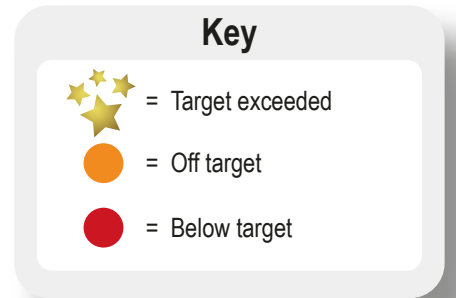 Key
= Target exceeded
= Off target
= Below target